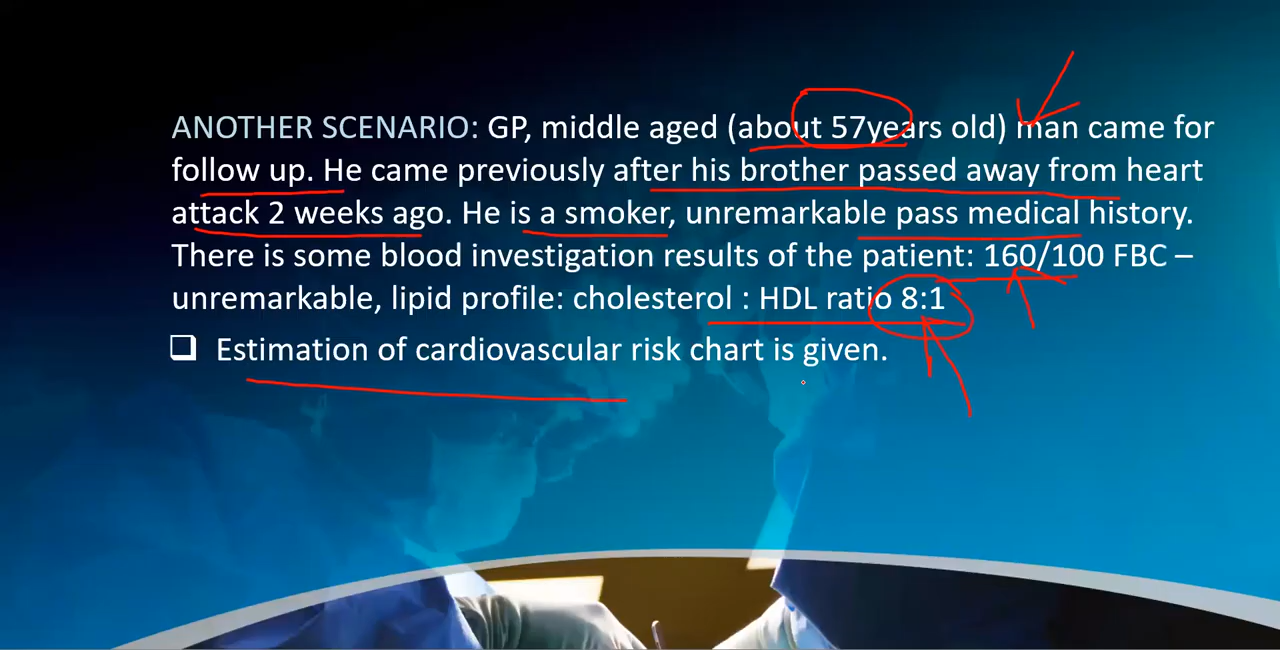 ANOTHER SCENARIO: GP, middle aged (about 57years old) man came for
follow up. He came previously after his brother passed away from heart
attack 2 weeks ago. He is a smoker, unremarkable pass medical history.
There is some blood investigation results of the patient: 160/100 FBC –
unremarkable, lipid profile: cholesterol : HDL ratio 8:1
❑ Estimation of cardiovascular risk chart is given.